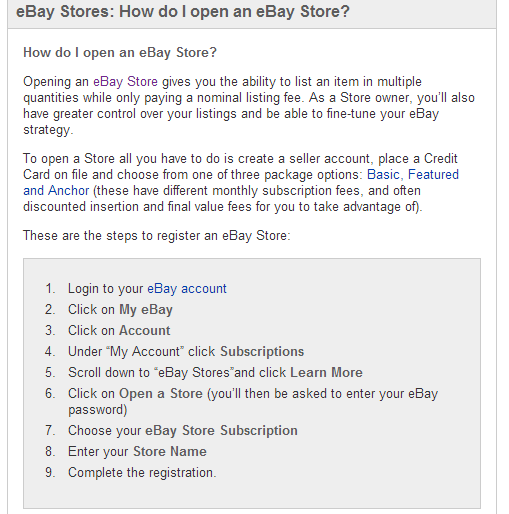 eBay Stores: How do I open an eBay Store?
How do I open an eBay Store?
Opening an eBay Store gives you the ability to list an item in multiple
quantities while only paying a nominal listing fee. As a Store owner, you'll also
have greater control over your listings and be able to fine-tune your eBay
strategy.
To open a Store all you have to do is create a seller account, place a Credit
Card on file and choose from one of three package options: Basic, Featured
and Anchor (these have different monthly subscription fees, and often
discounted insertion and final value fees for you to take advantage of).
These are the steps to register an eBay Store:
1. Login to your eBay account
2. Click on My eBay
3. Click on Account
4. Under “My Account” click Subscriptions
5. Scroll down to “eBay Stores”and click Learn More
6. Click on Open a Store (you'll then be asked to enter your eBay
password)
7. Choose your eBay Store Subscription
8. Enter your Store Name
9. Complete the registration.